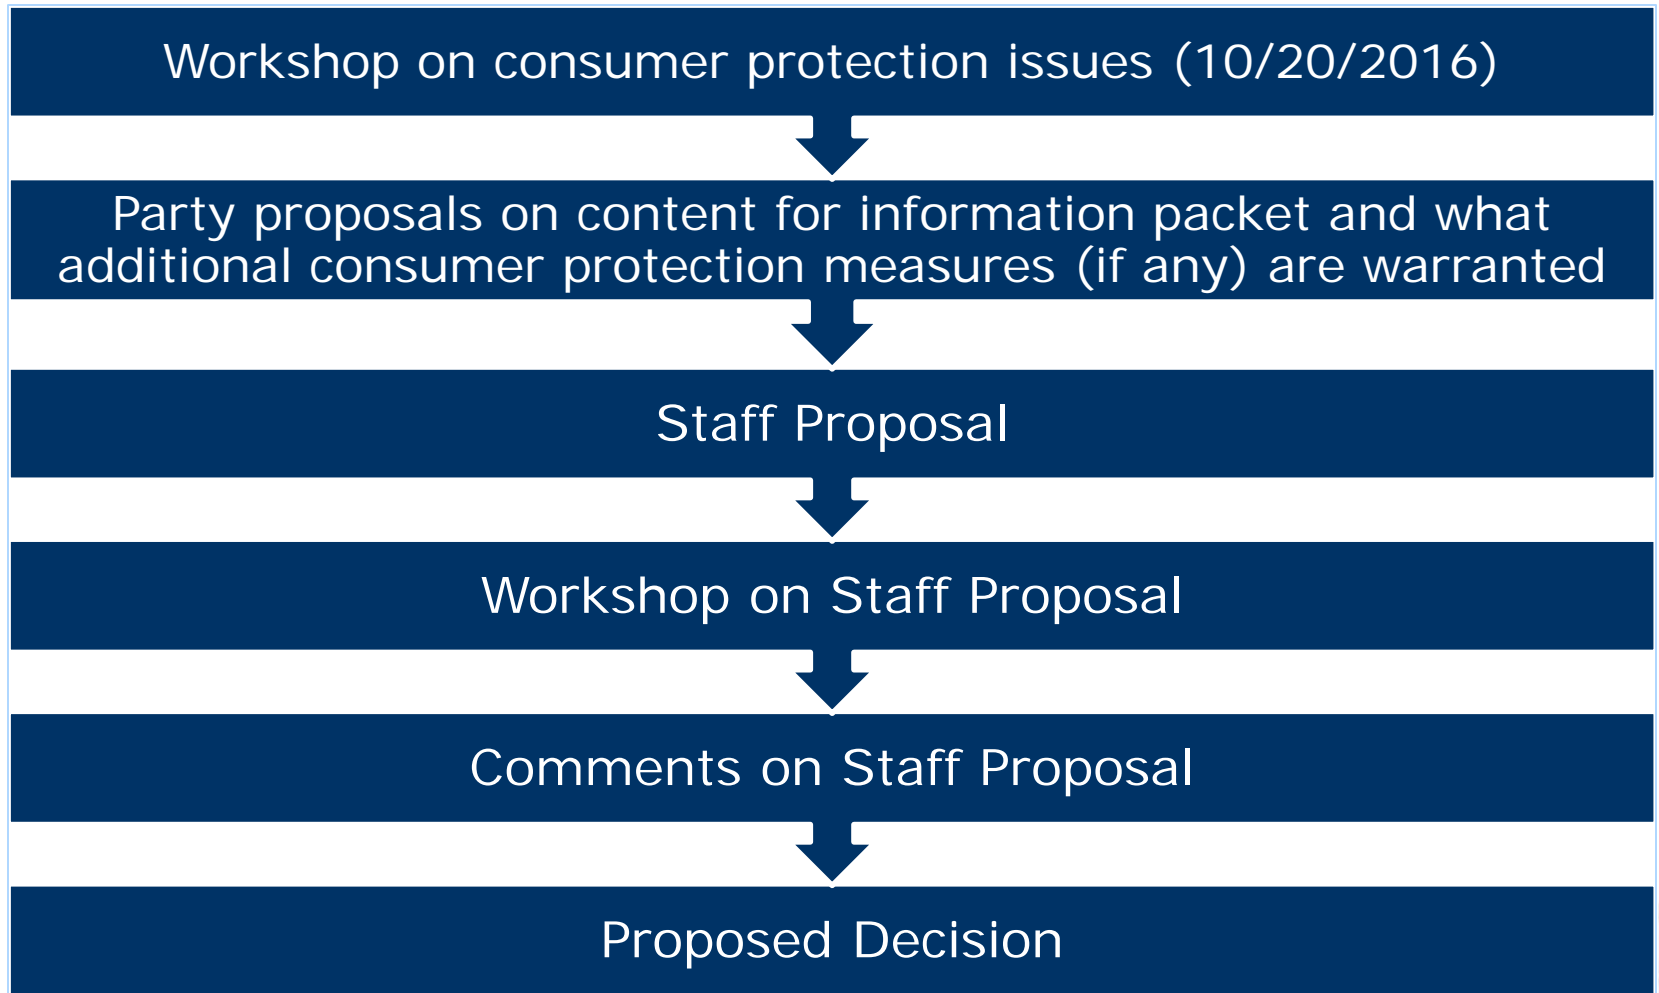 Workshop on consumer protection issues (10/20/2016)
Party proposals on content for information packet and what
additional consumer protection measures (if any) are warranted
Staff Proposal
Workshop on Staff Proposal
Comments on Staff Proposal
Proposed Decision